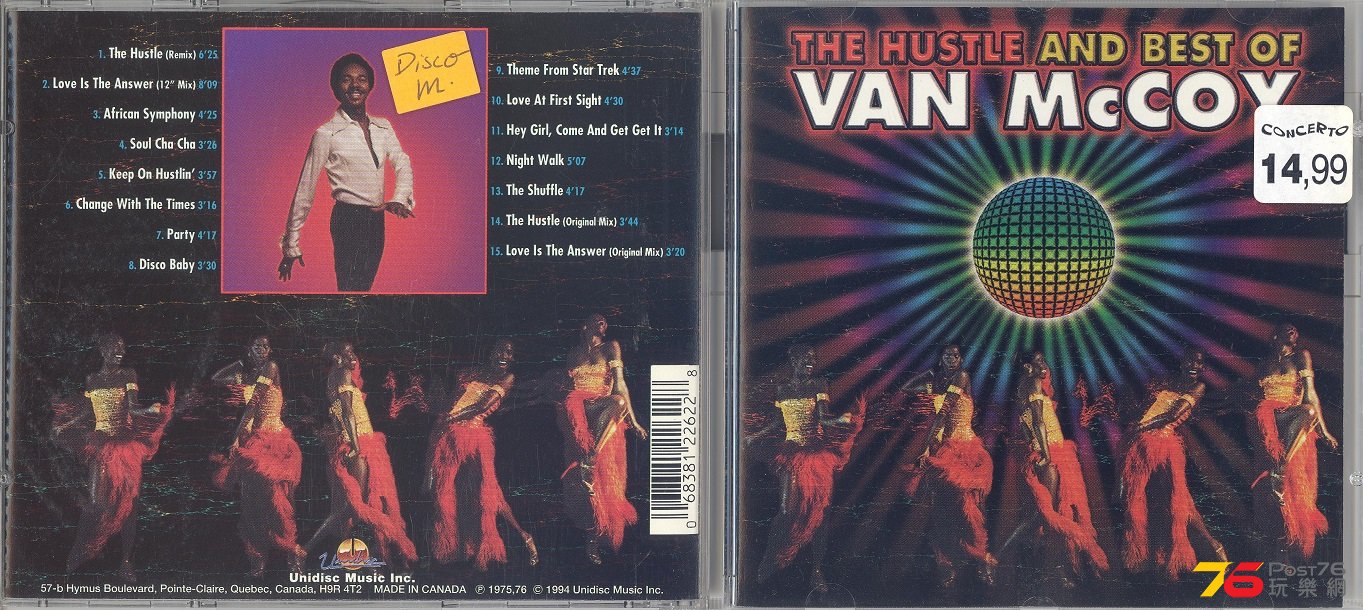 1. The Hustle (Remix) 6'25
2. Love Is The Answer (12" Mix) 8'09
3. African Symphony 4'25
4. Soul Cha Cha 3'26
5. Keep On Hustlin' 3'57
6. Change With The Times 3'16
7. Party 4'17
8. Disco Baby 3'30
Disco
M.
9. Theme From Star Trek 4'37
10. Love At First Sight 4'30
11. Hey Girl, Come And Get Get It 3'14
12. Night Walk 5'07
13. The Shuffle 4'17
14. The Hustle (Original Mix) 3'44
15. Love Is The Answer (Original Mix) 3'20
0 68381 22622 8
Unidisc
Unidisc Music Inc.
57-b Hymus Boulevard, Pointe-Claire, Quebec, Canada, H9R 4T2 MADE IN CANADA ℗ 1975,76 © 1994 Unidisc Music Inc.
THE HUSTLE AND BEST OF
VAN McCOY
CONCERTO
14,99
76 Post76
玩樂網